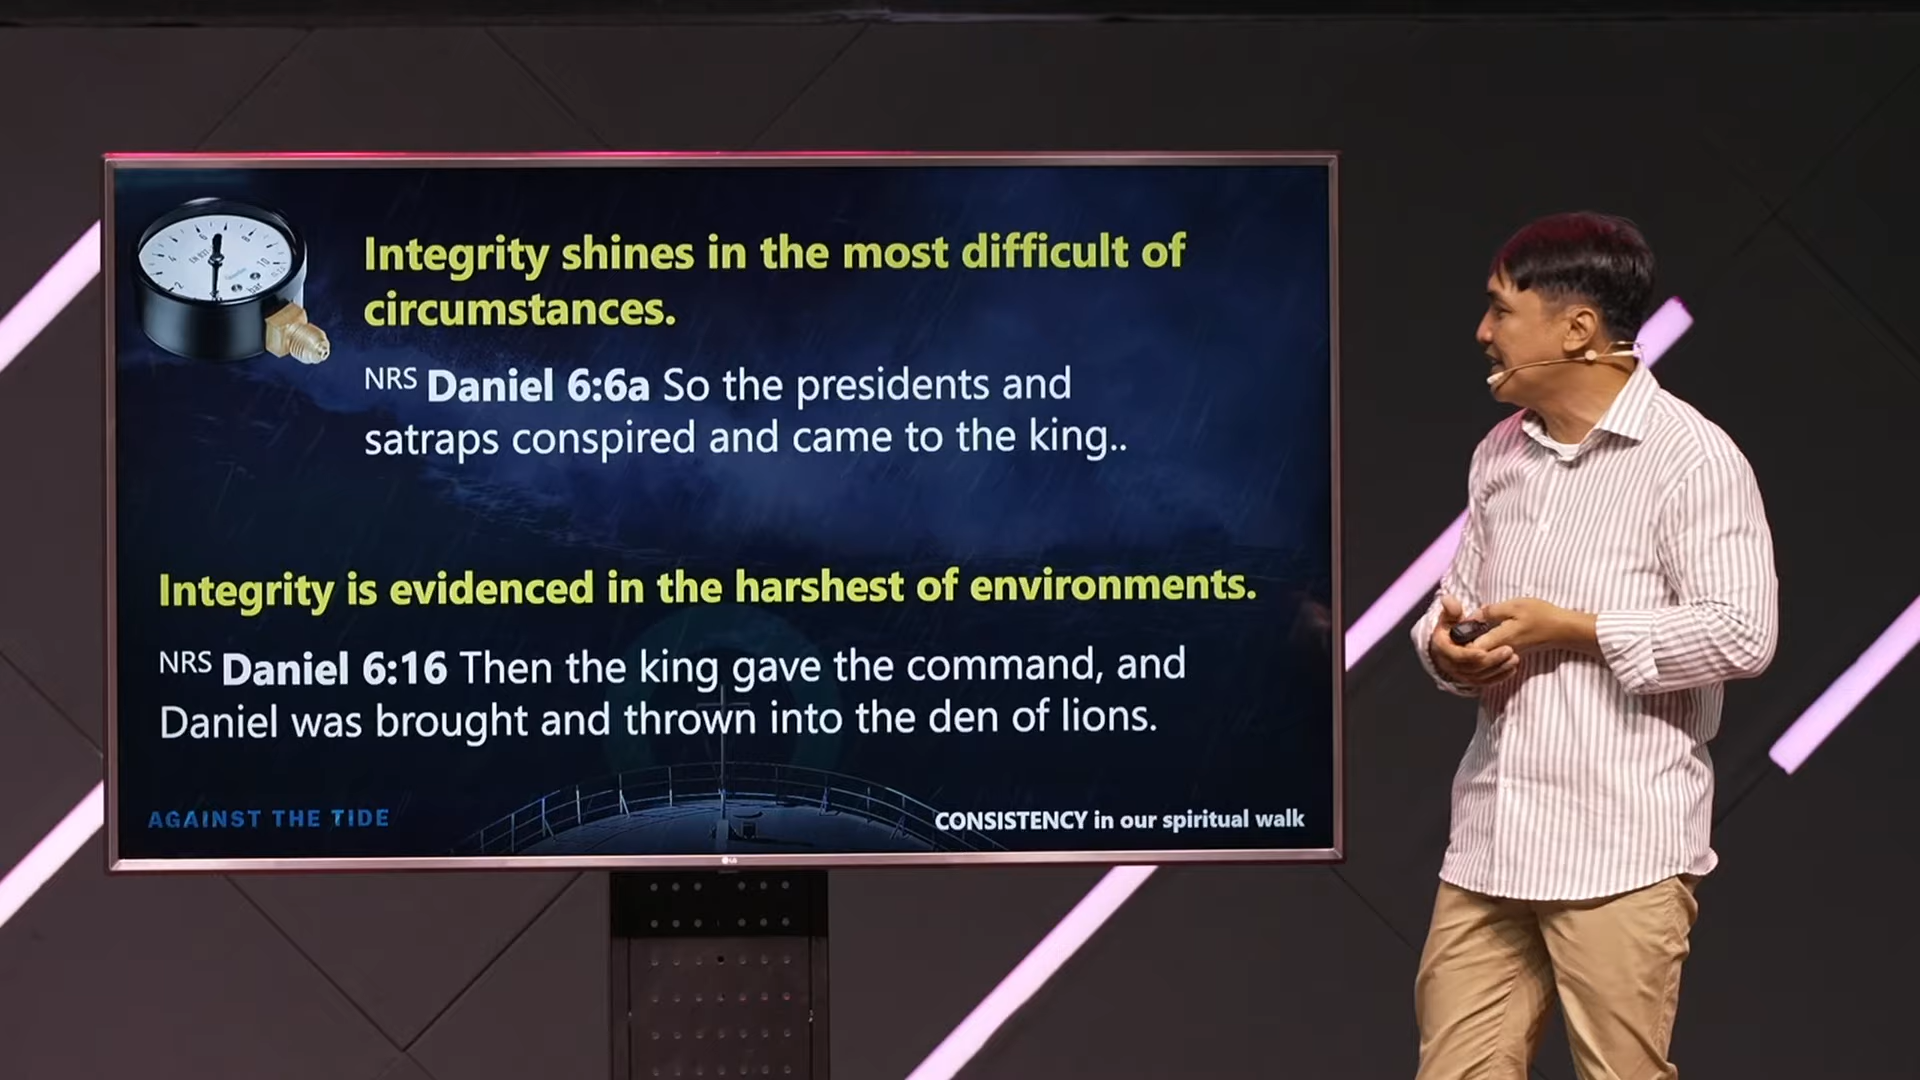 Integrity shines in the most difficult of
circumstances.
NRS Daniel 6:6a So the presidents and
satraps conspired and came to the king..
Integrity is evidenced in the harshest of environments.
NRS Daniel 6:16 Then the king gave the command, and
Daniel was brought and thrown into the den of lions.
AGAINST THE TIDE
CONSISTENCY in our spiritual walk
LG